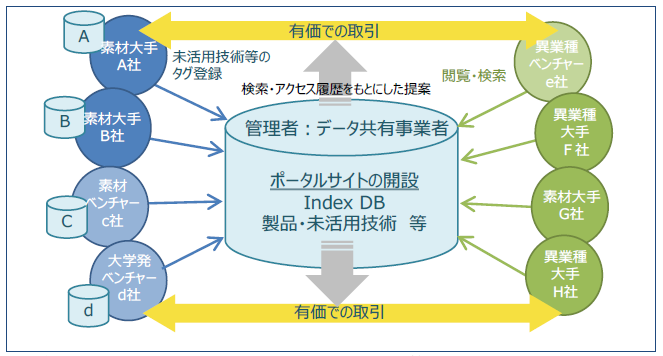 有価での取引
A
素材大手
A社
未活用技術等の
タグ登録
検索・アクセス履歴をもとにした提案
閲覧・検索
異業種
ベンチャー
e社
B
素材大手
B社
管理者：データ共有事業者
異業種
大手
F社
ポータルサイトの開設
Index DB
製品・未活用技術 等
C
素材
ベンチャー
c社
素材大手
G社
大学発
ベンチャー
d社
d
異業種
大手
H社
有価での取引